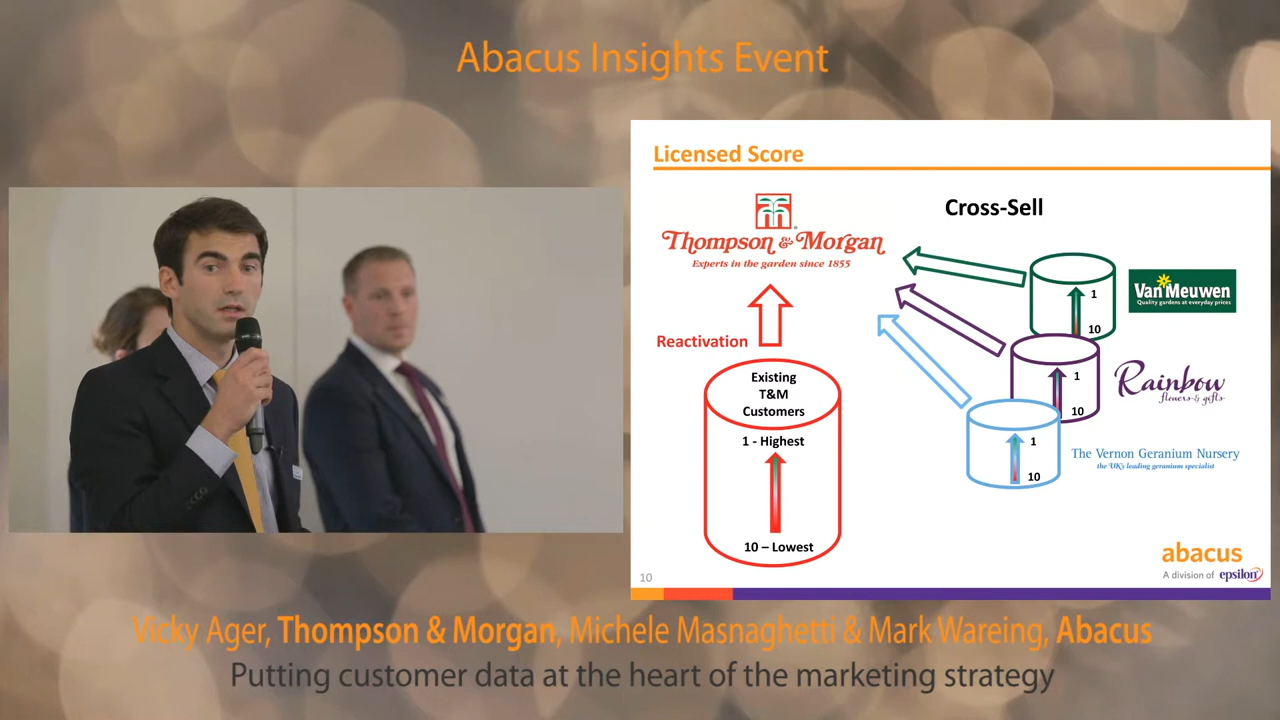 Abacus Insights Event
Licensed Score
Thompson & Morgan
Experts in the garden since 1855
Cross-Sell
Reactivation
Existing
T&M
Customers
1 - Highest
10 – Lowest
1
10
VanMeuwen
Quality gardens at everyday prices
1
10
Rainbow
flowers & gifts
1
10
The Vernon Geranium Nursery
the UK's leading geranium specialist
abacus
A division of epsilon
10
Vicky Ager, Thompson & Morgan, Michele Masnaghetti & Mark Wareing, Abacus
Putting customer data at the heart of the marketing strategy